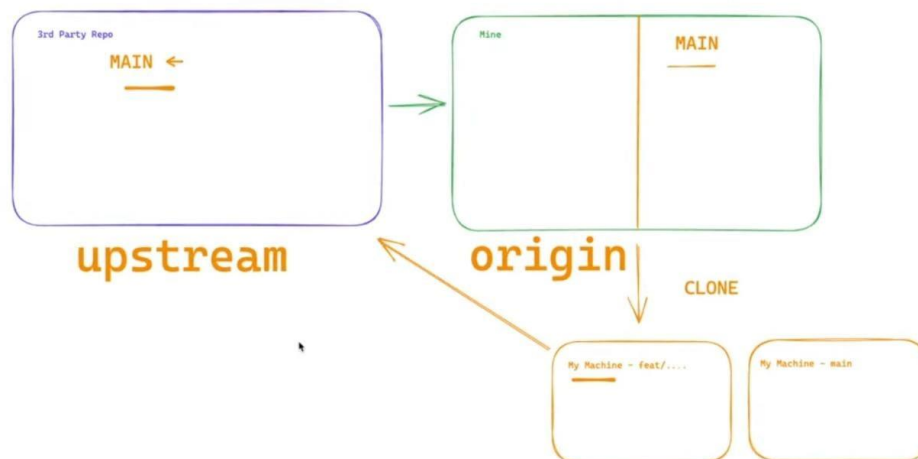 3rd Party Repo
MAIN ←
Mine
MAIN
upstream
origin
CLONE
My Machine - feat/....
My Machine - main